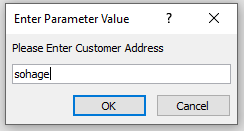 Enter Parameter Value ? ×
Please Enter Customer Address
sohage
OK Cancel